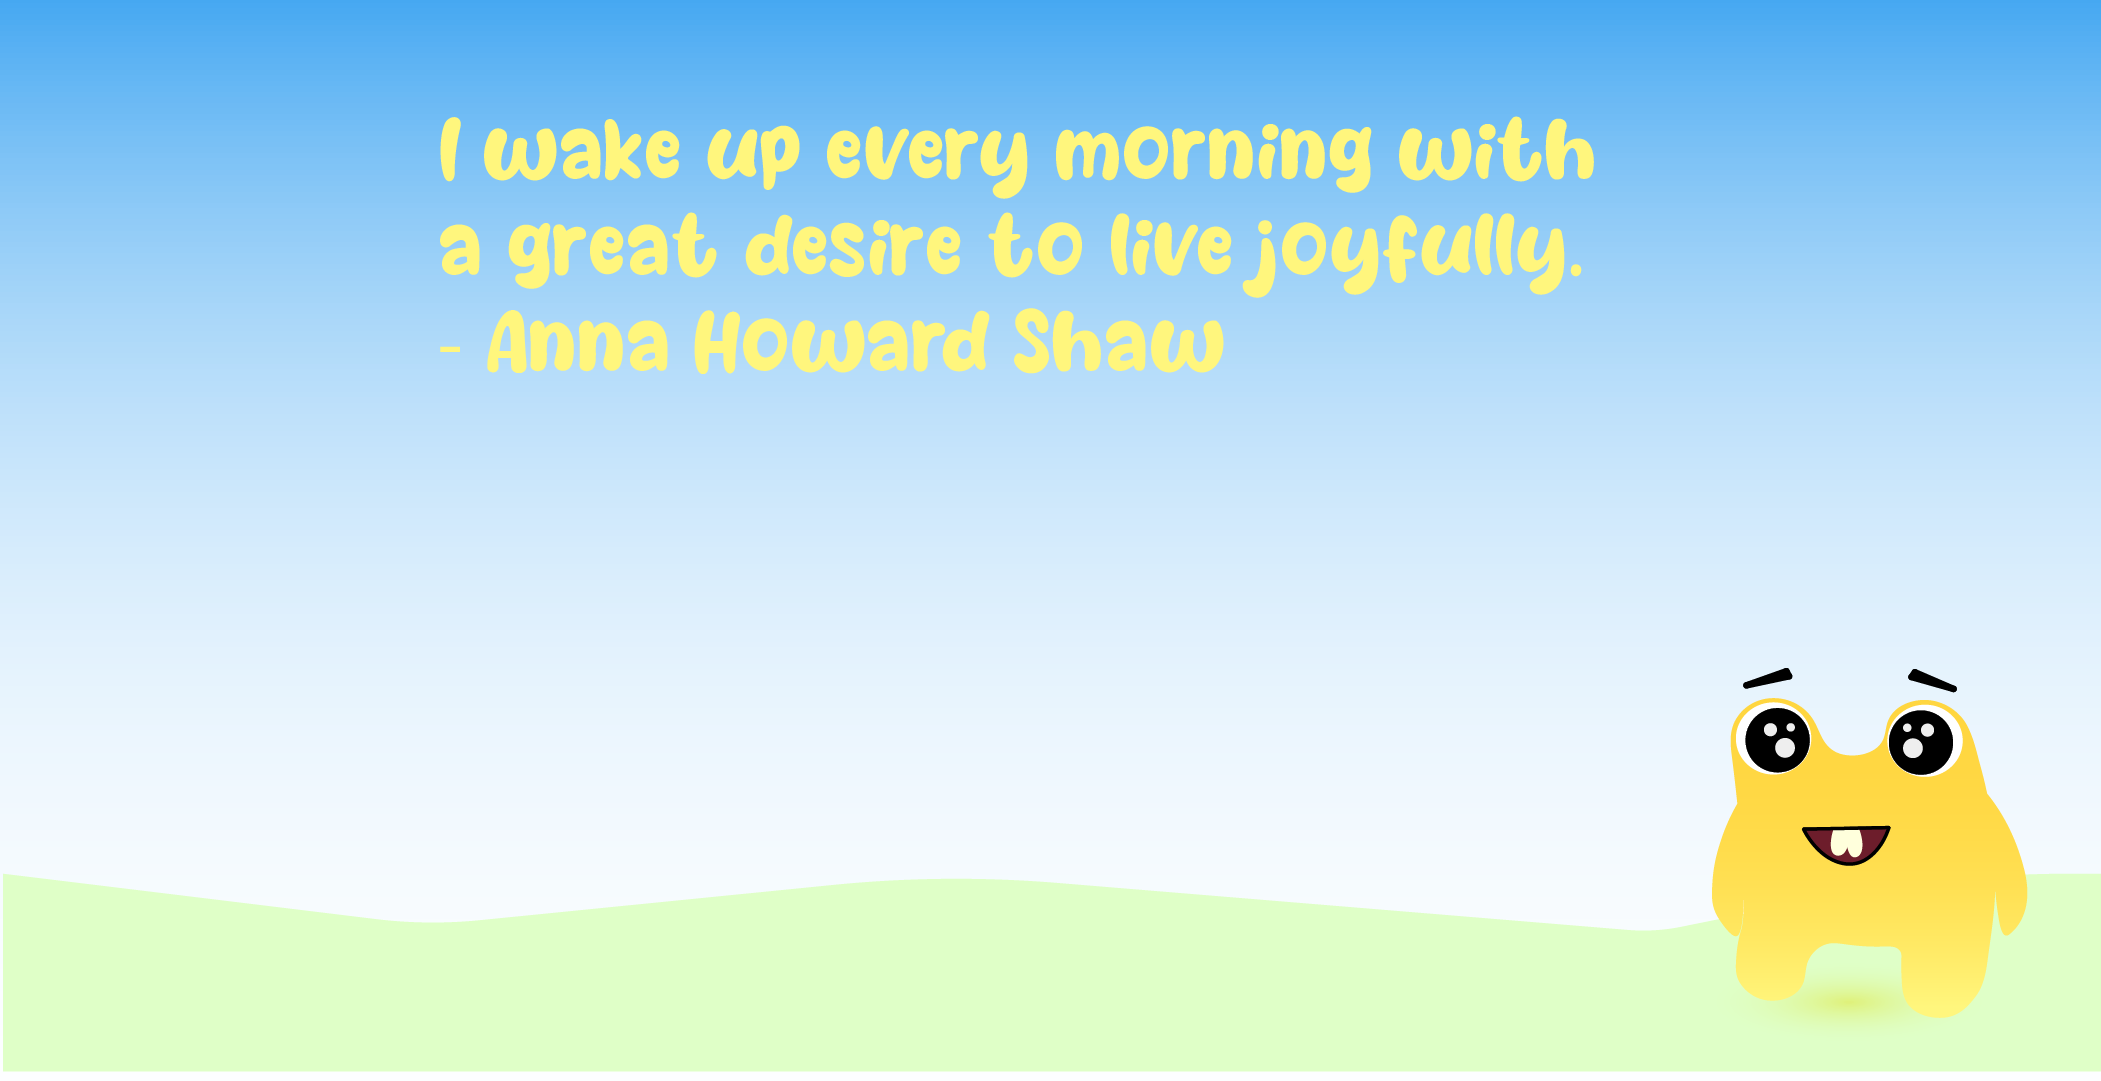 I wake up every morning with
a great desire to live joyfully.
- Anna Howard Shaw